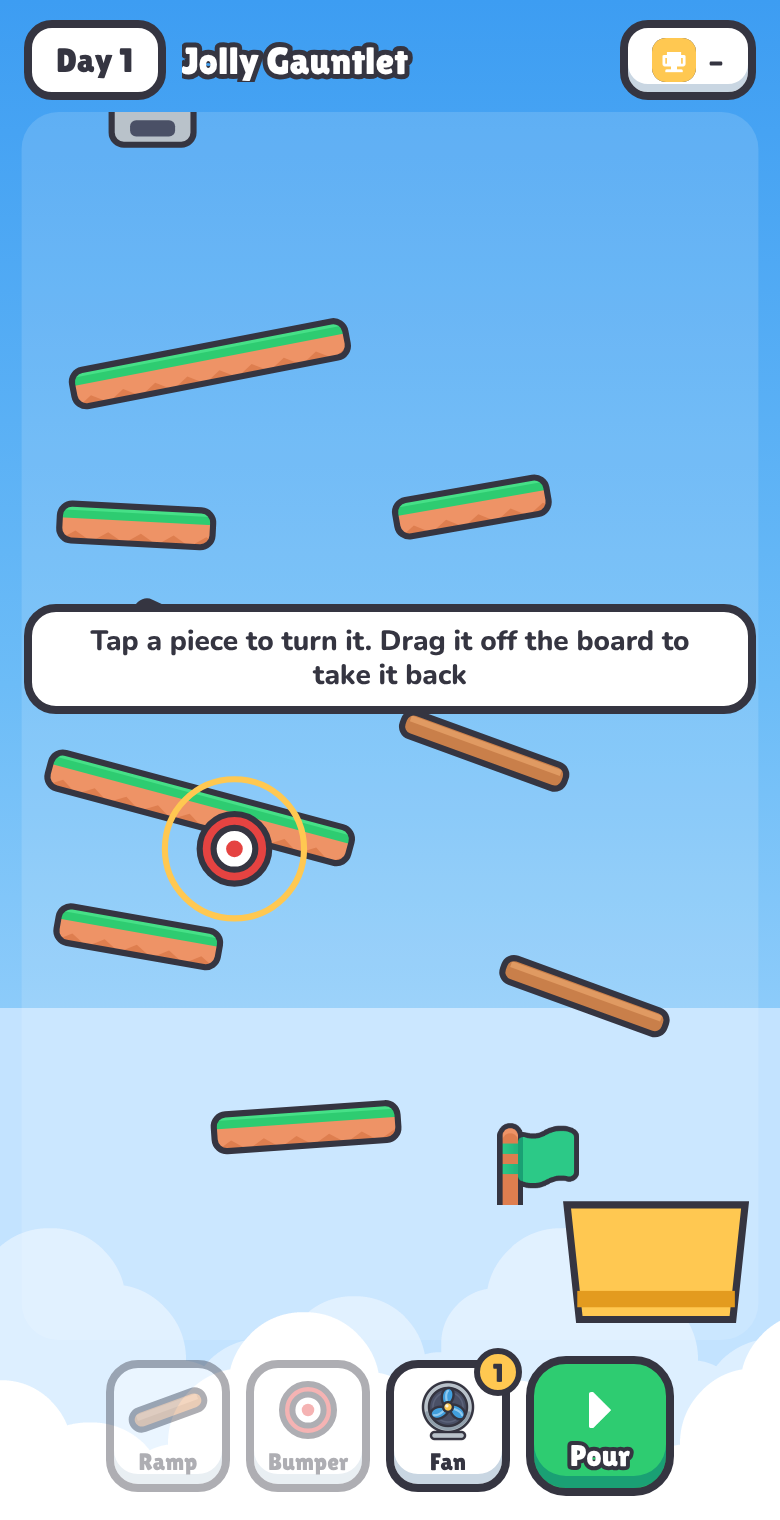 Day 1
Jolly Gauntlet
-
Tap a piece to turn it. Drag it off the board to
take it back
1
Ramp
Bumper
Fan
Pour